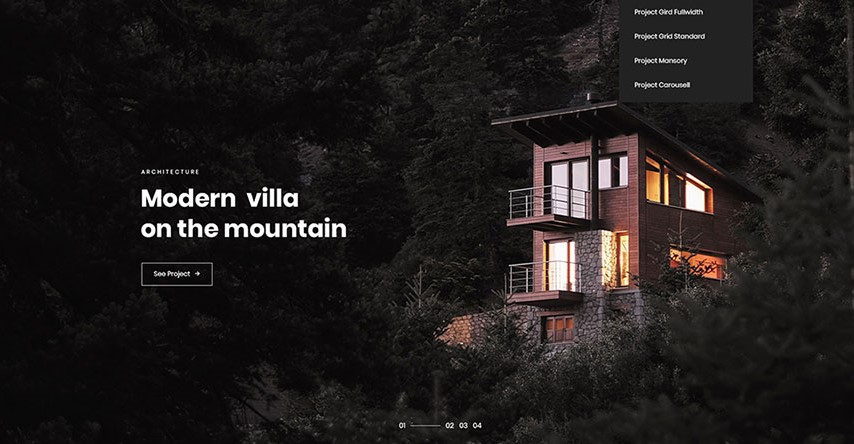 Project Gird Fullwidth
Project Grid Standard
Project Mansory
Project Carousell
ARCHITECTURE
Modern villa
on the mountain
See Project →
01 02 03 04